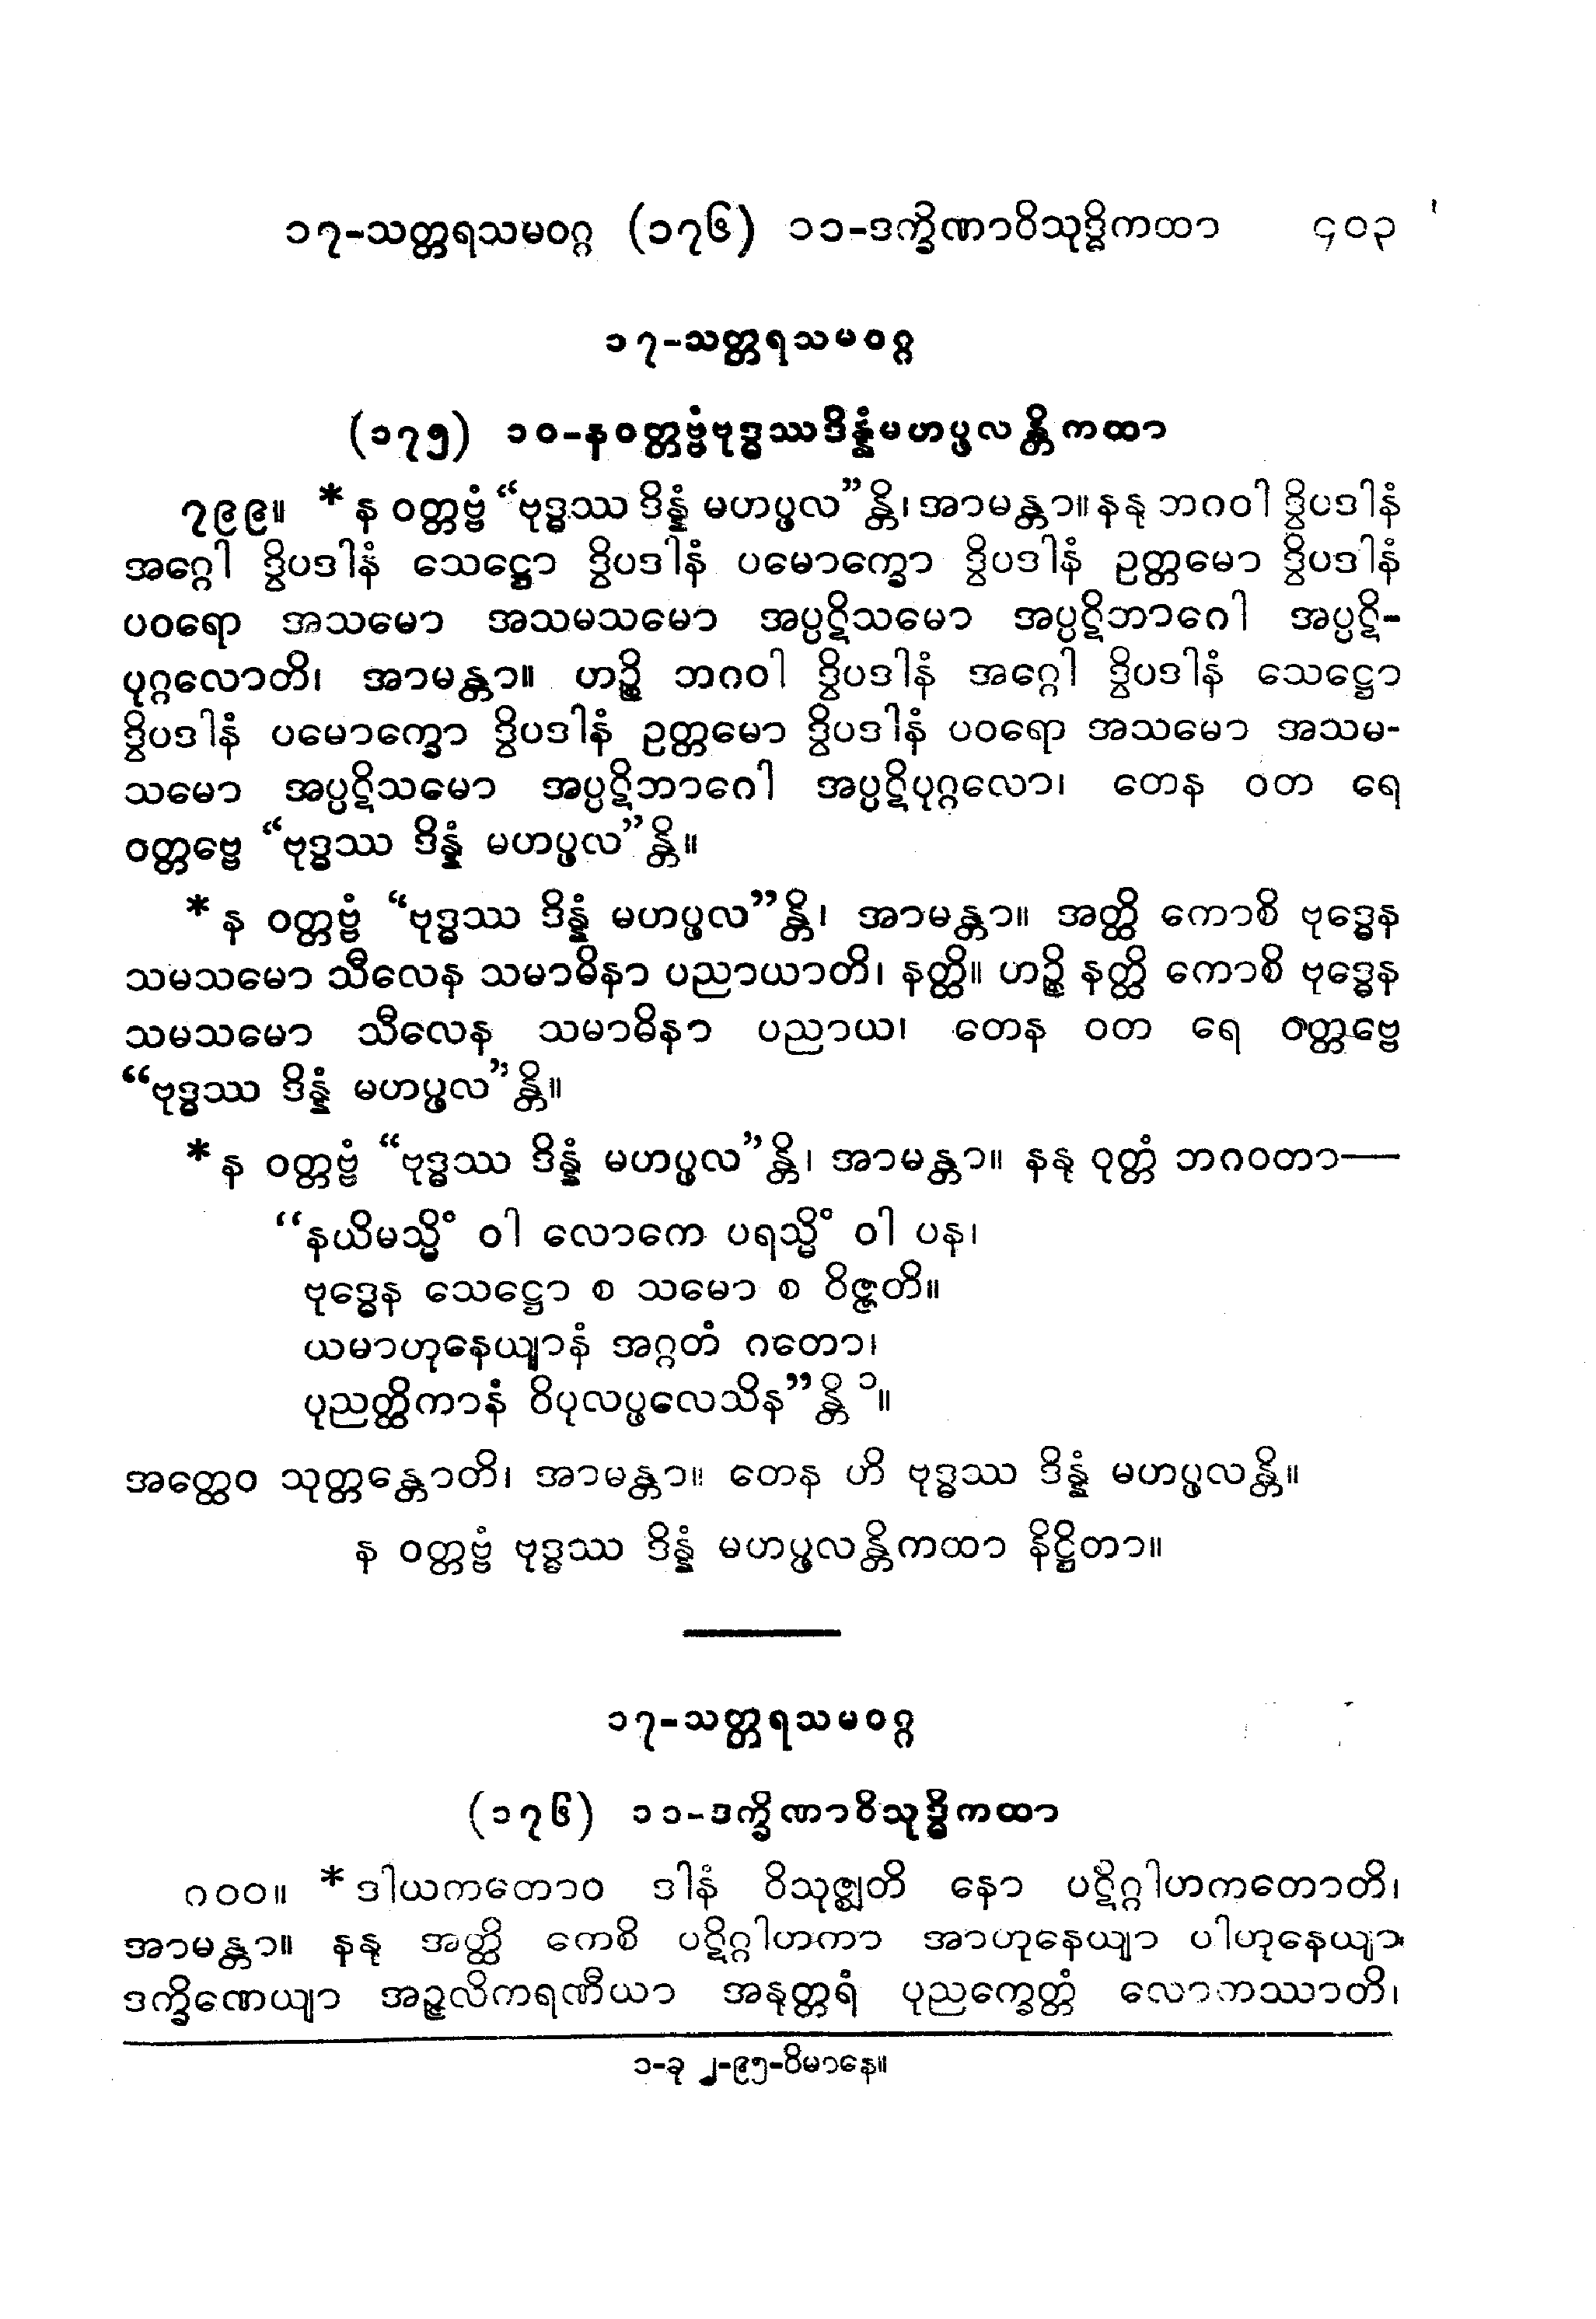 ၁၇-သတ္တရသမဝဂ္ဂ (၁၇၆) ၁၁-ဒက္ခိဏာဝိသုဒ္ဓိကထာ ၄၀၃
၁၇-သတ္တရသမဝဂ္ဂ
(၁၇၅) ၁၀-နဝတ္တဗ္ဗံဗုဒ္ဓဿဒိန္နံမဟပ္ဖလန္တိကထာ
၇၉၉။ * န ဝတ္တဗ္ဗံ “ဗုဒ္ဓဿ ဒိန္နံ မဟပ္ဖလ”န္တိ၊ အာမန္တာ။ နနု ဘဂဝါ ဒွိပဒါနံ
အဂ္ဂေါ ဒွိပဒါနံ သေဋ္ဌော ဒွိပဒါနံ ပမောက္ခော ဒွိပဒါနံ ဥတ္တမော ဒွိပဒါနံ
ပဝရော အသမော အသမသမော အပ္ပဋိသမော အပ္ပဋိဘာဂေါ အပ္ပဋိ-
ပုဂ္ဂလောတိ၊ အာမန္တာ။ ဟဉ္စိ ဘဂဝါ ဒွိပဒါနံ အဂ္ဂေါ ဒွိပဒါနံ သေဋ္ဌော
ဒွိပဒါနံ ပမောက္ခော ဒွိပဒါနံ ဥတ္တမော ဒွိပဒါနံ ပဝရော အသမော အသမ-
သမော အပ္ပဋိသမော အပ္ပဋိဘာဂေါ အပ္ပဋိပုဂ္ဂလော၊ တေန ဝတ ရေ
ဝတ္တဗ္ဗေ “ဗုဒ္ဓဿ ဒိန္နံ မဟပ္ဖလ”န္တိ။
* န ဝတ္တဗ္ဗံ “ဗုဒ္ဓဿ ဒိန္နံ မဟပ္ဖလ”န္တိ၊ အာမန္တာ။ အတ္ထိ ကောစိ ဗုဒ္ဓေန
သမသမော သီလေန သမာဓိနာ ပညာယာတိ၊ နတ္ထိ။ ဟဉ္စိ နတ္ထိ ကောစိ ဗုဒ္ဓေန
သမသမော သီလေန သမာဓိနာ ပညာယ၊ တေန ဝတ ရေ ဝတ္တဗ္ဗေ
“ဗုဒ္ဓဿ ဒိန္နံ မဟပ္ဖလ”န္တိ။
* န ဝတ္တဗ္ဗံ “ဗုဒ္ဓဿ ဒိန္နံ မဟပ္ဖလ”န္တိ၊ အာမန္တာ။ နနု ဝုတ္တံ ဘဂဝတာ—
“နယိမသ္မိံ ဝါ လောကေ ပရသ္မိံ ဝါ ပန၊
ဗုဒ္ဓေန သေဋ္ဌော စ သမော စ ဝိဇ္ဇတိ။
ယမာဟုနေယျာနံ အဂ္ဂတံ ဂတော၊
ပုညတ္ထိကာနံ ဝိပုလပ္ဖလေသိန”န္တိ ၁။
အတ္ထေဝ သုတ္တန္တောတိ၊ အာမန္တာ။ တေန ဟိ ဗုဒ္ဓဿ ဒိန္နံ မဟပ္ဖလန္တိ။
န ဝတ္တဗ္ဗံ ဗုဒ္ဓဿ ဒိန္နံ မဟပ္ဖလန္တိကထာ နိဋ္ဌိတာ။
၁၇-သတ္တရသမဝဂ္ဂ
(၁၇၆) ၁၁-ဒက္ခိဏာဝိသုဒ္ဓိကထာ
၈၀၀။ * ဒါယကတောဝ ဒါနံ ဝိသုဇ္ဈတိ နော ပဋိဂ္ဂါဟကတောတိ၊
အာမန္တာ။ နနု အတ္ထိ ကေစိ ပဋိဂ္ဂါဟကာ အာဟုနေယျာ ပါဟုနေယျာ
ဒက္ခိဏေယျာ အဉ္ဇလိကရဏီယာ အနုတ္တရံ ပုညက္ခေတ္တံ လောကဿာတိ၊
၁-ခု ၂-၉၅-ဝိမာနေ။